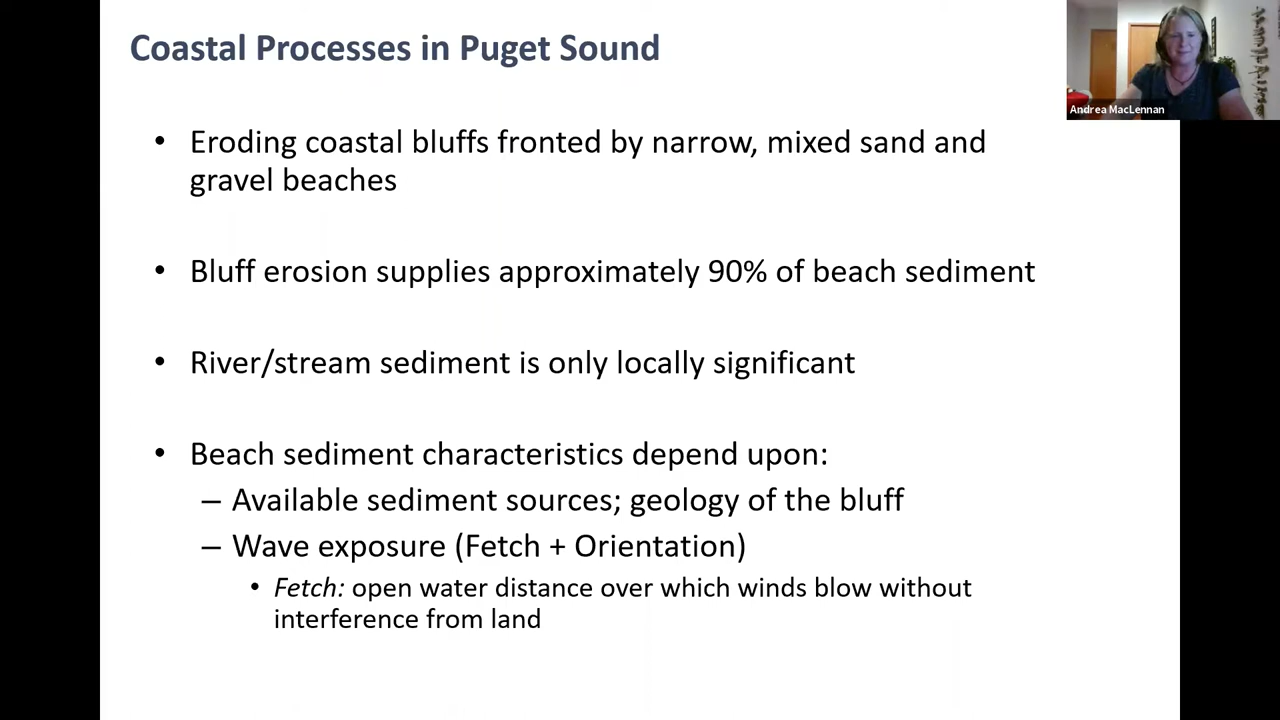 Coastal Processes in Puget Sound
Andrea MacLennan
• Eroding coastal bluffs fronted by narrow, mixed sand and
gravel beaches
• Bluff erosion supplies approximately 90% of beach sediment
• River/stream sediment is only locally significant
• Beach sediment characteristics depend upon:
– Available sediment sources; geology of the bluff
– Wave exposure (Fetch + Orientation)
• Fetch: open water distance over which winds blow without
interference from land